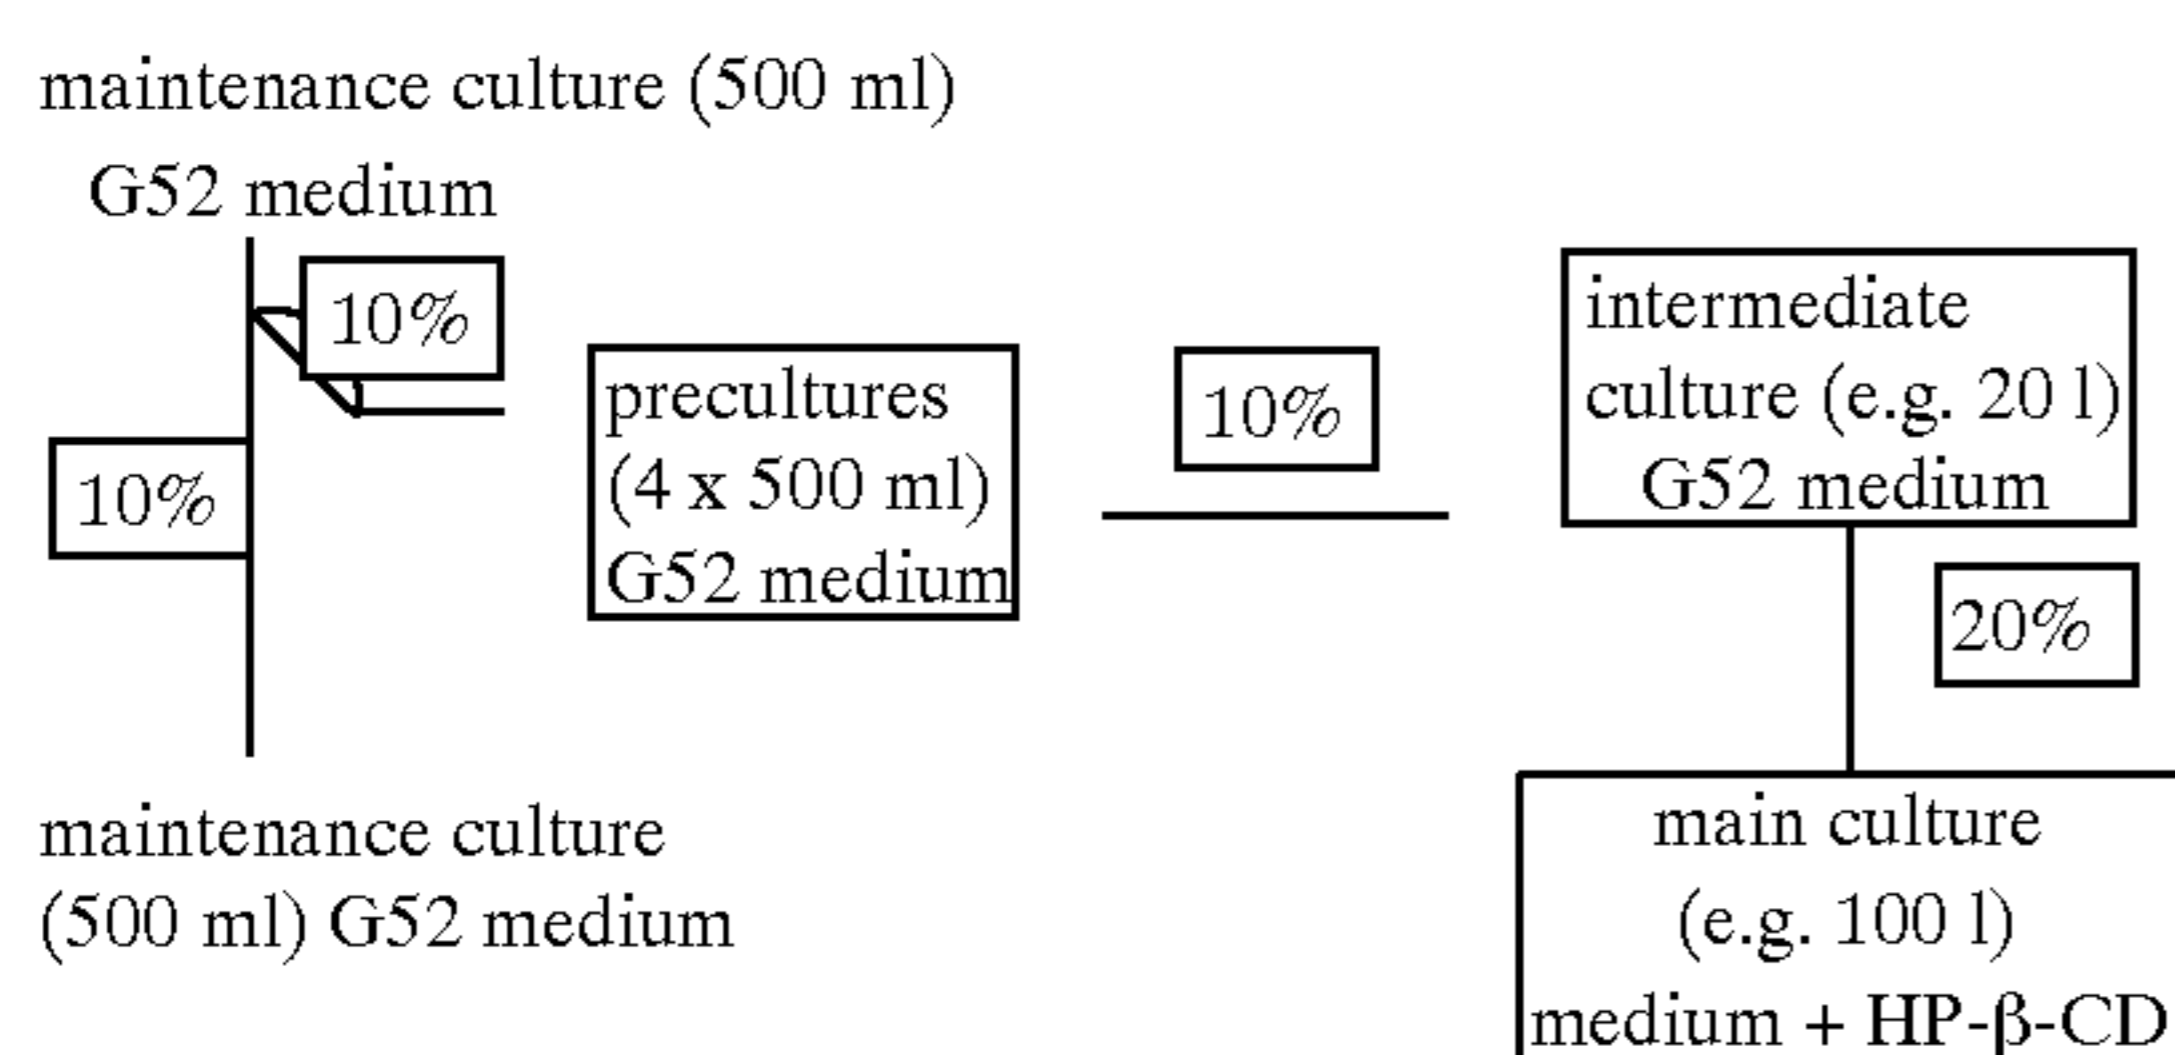 maintenance culture (500 ml)
G52 medium
10%
10%
precultures
(4 x 500 ml)
G52 medium
10%
intermediate
culture (e.g. 20 l)
G52 medium
20%
maintenance culture
(500 ml) G52 medium
main culture
(e.g. 100 l)
medium + HP-β-CD